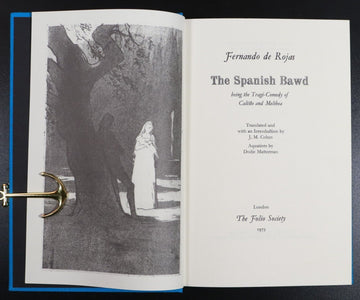 Fernando de Rojas
The Spanish Bawd
being the Tragi-Comedy of
Calisto and Melibea
Translated and
with an Introduction by
J. M. Cohen
Aquatints by
Dodie Masterman
London
The Folio Society
1973